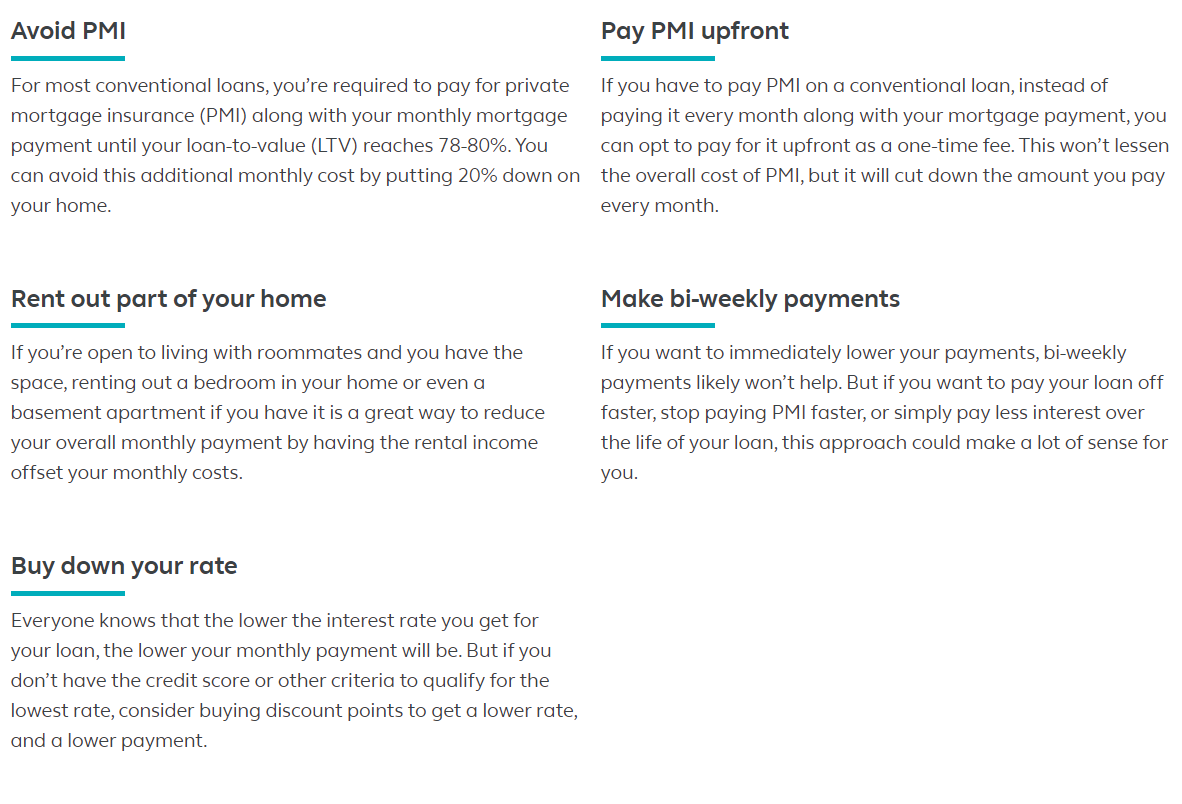 Avoid PMI
For most conventional loans, you’re required to pay for private
mortgage insurance (PMI) along with your monthly mortgage
payment until your loan-to-value (LTV) reaches 78-80%. You
can avoid this additional monthly cost by putting 20% down on
your home.
Pay PMI upfront
If you have to pay PMI on a conventional loan, instead of
paying it every month along with your mortgage payment, you
can opt to pay for it upfront as a one-time fee. This won’t lessen
the overall cost of PMI, but it will cut down the amount you pay
every month.
Rent out part of your home
If you’re open to living with roommates and you have the
space, renting out a bedroom in your home or even a
basement apartment if you have it is a great way to reduce
your overall monthly payment by having the rental income
offset your monthly costs.
Make bi-weekly payments
If you want to immediately lower your payments, bi-weekly
payments likely won’t help. But if you want to pay your loan off
faster, stop paying PMI faster, or simply pay less interest over
the life of your loan, this approach could make a lot of sense for
you.
Buy down your rate
Everyone knows that the lower the interest rate you get for
your loan, the lower your monthly payment will be. But if you
don’t have the credit score or other criteria to qualify for the
lowest rate, consider buying discount points to get a lower rate,
and a lower payment.